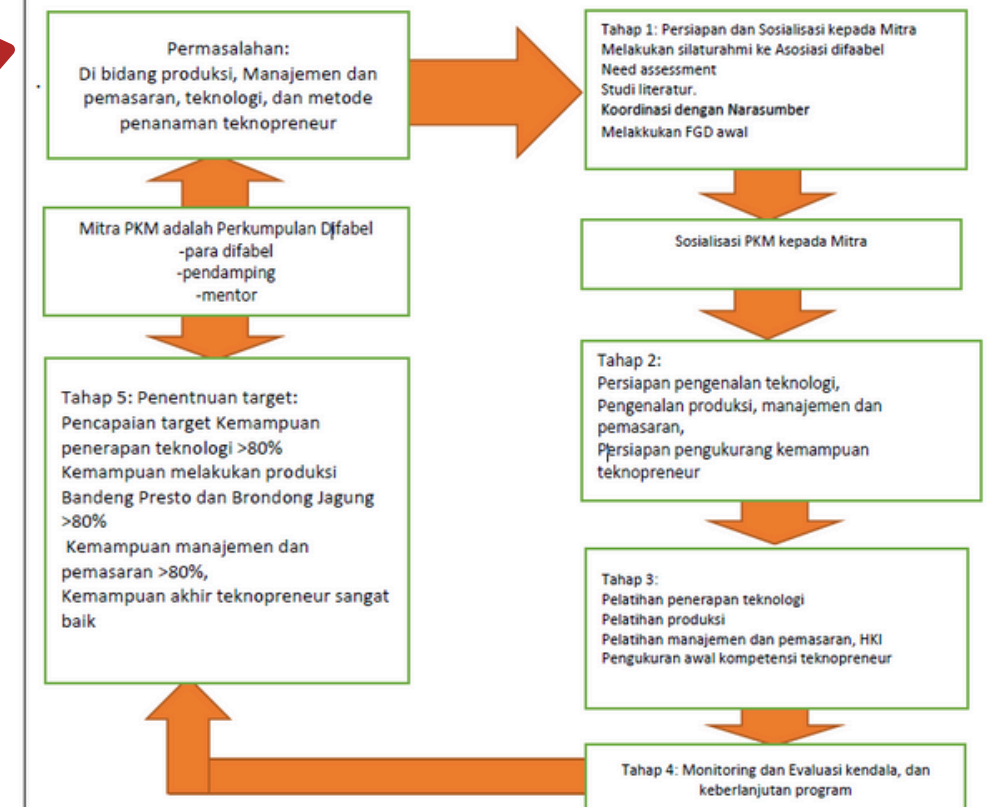 Permasalahan:
Di bidang produksi, Manajemen dan
pemasaran, teknologi, dan metode
penanaman teknopreneur
Tahap 1: Persiapan dan Sosialisasi kepada Mitra
Melakukan silaturahmi ke Asosiasi difaabel
Need assessment
Studi literatur.
Koordinasi dengan Narasumber
Melakkukan FGD awal
Mitra PKM adalah Perkumpulan Difabel
-para difabel
-pendamping
-mentor
Sosialisasi PKM kepada Mitra
Tahap 2:
Persiapan pengenalan teknologi,
Pengenalan produksi, manajemen dan
pemasaran,
Persiapan pengukurang kemampuan
teknopreneur
Tahap 3:
Pelatihan penerapan teknologi
Pelatihan produksi
Pelatihan manajemen dan pemasaran, HKI
Pengukuran awal kompetensi teknopreneur
Tahap 4: Monitoring dan Evaluasi kendala, dan
keberlanjutan program
Tahap 5: Penentnuan target:
Pencapaian target Kemampuan
penerapan teknologi >80%
Kemampuan melakukan produksi
Bandeng Presto dan Brondong Jagung
>80%
Kemampuan manajemen dan
pemasaran >80%,
Kemampuan akhir teknopreneur sangat
baik